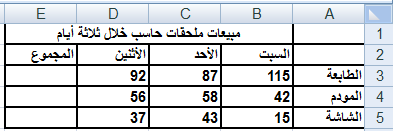 E D C B A
1 مبيعات ملحقات حاسب خلال ثلاثة أيام
2 السبت الأحد الأثنين المجموع
3 الطابعة 115 87 92
4 المودم 42 58 56
5 الشاشة 15 43 37